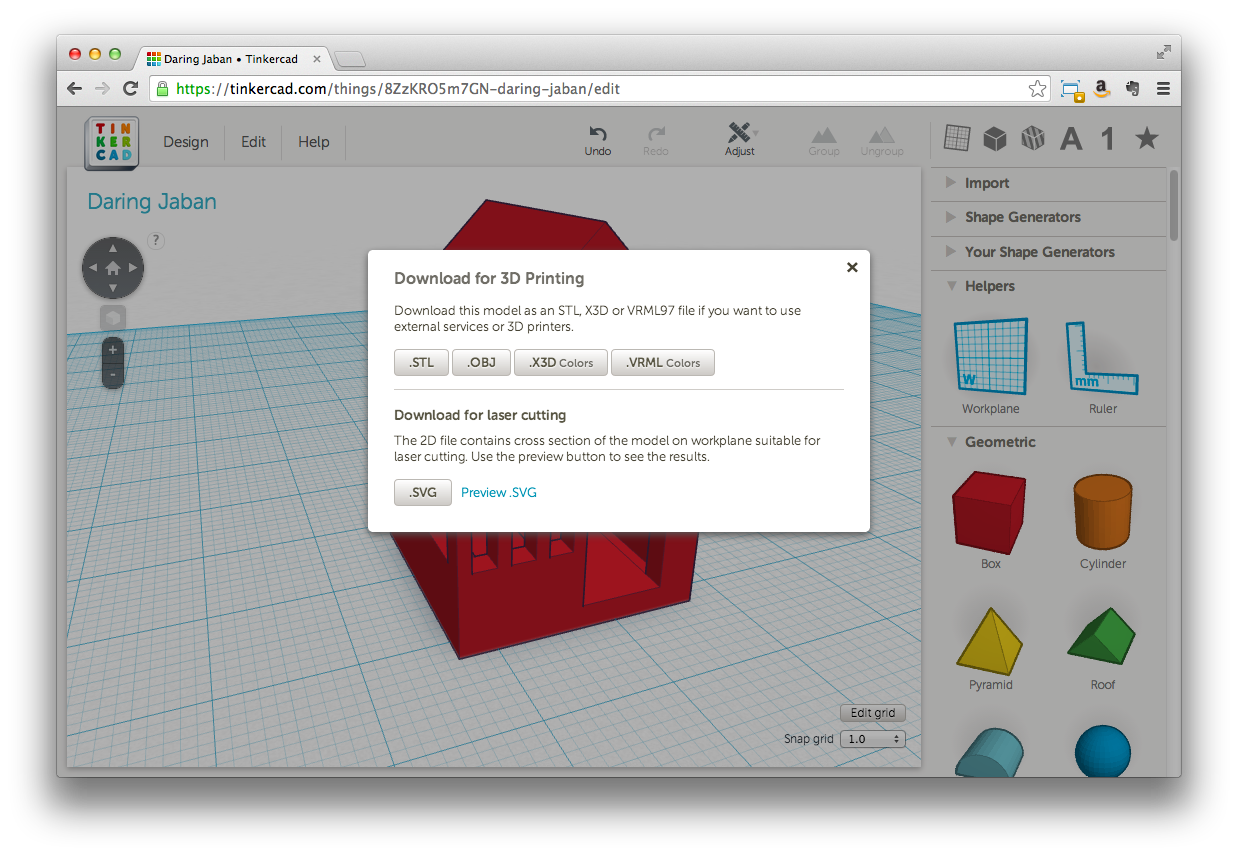 Daring Jaban • Tinkercad
https://tinkercad.com/things/8ZzKRO5m7GN-daring-jaban/edit
TIN
KER
CAD
Design Edit Help
Undo Redo Adjust Group Ungroup
A 1
Daring Jaban
?
+
-
Download for 3D Printing
Download this model as an STL, X3D or VRML97 file if you want to use
external services or 3D printers.
.STL .OBJ .X3D Colors .VRML Colors
Download for laser cutting
The 2D file contains cross section of the model on workplane suitable for
laser cutting. Use the preview button to see the results.
.SVG Preview .SVG
Edit grid
Snap grid 1.0
Import
Shape Generators
Your Shape Generators
Helpers
W mm
Workplane Ruler
Geometric
Box Cylinder
Pyramid Roof